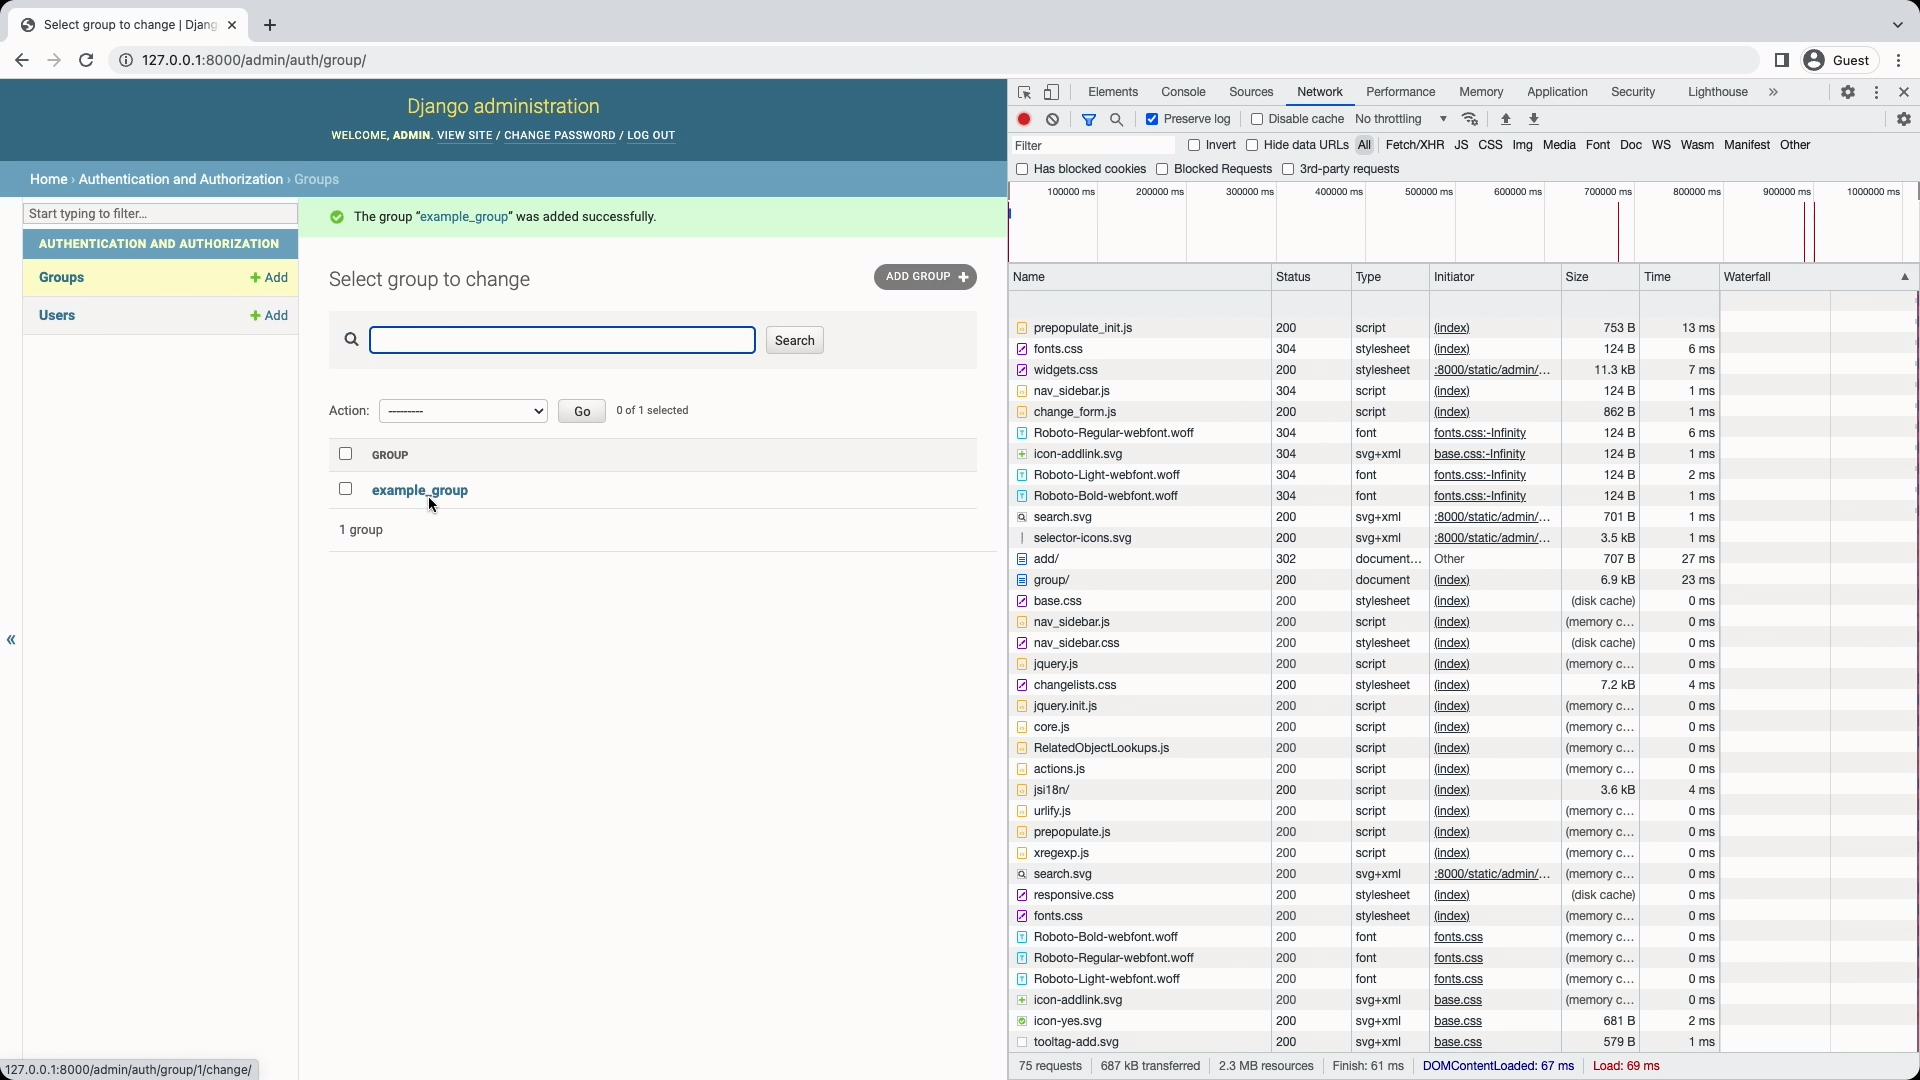 Select group to change | Djang
127.0.0.1:8000/admin/auth/group/
Guest
Django administration
WELCOME, ADMIN. VIEW SITE / CHANGE PASSWORD / LOG OUT
Home › Authentication and Authorization › Groups
Start typing to filter...
AUTHENTICATION AND AUTHORIZATION
Groups + Add
Users + Add
«
The group “example_group” was added successfully.
Select group to change
ADD GROUP +
Search
Action: --------- Go 0 of 1 selected
GROUP
example_group
1 group
127.0.0.1:8000/admin/auth/group/1/change/
Elements Console Sources Network Performance Memory Application Security Lighthouse »
Preserve log Disable cache No throttling
Filter Invert Hide data URLs All Fetch/XHR JS CSS Img Media Font Doc WS Wasm Manifest Other
Has blocked cookies Blocked Requests 3rd-party requests
100000 ms 200000 ms 300000 ms 400000 ms 500000 ms 600000 ms 700000 ms 800000 ms 900000 ms 1000000 ms
Name Status Type Initiator Size Time Waterfall
prepopulate_init.js 200 script (index) 753 B 13 ms
fonts.css 304 stylesheet (index) 124 B 6 ms
widgets.css 200 stylesheet :8000/static/admin/... 11.3 kB 7 ms
nav_sidebar.js 304 script (index) 124 B 1 ms
change_form.js 200 script (index) 862 B 1 ms
Roboto-Regular-webfont.woff 304 font fonts.css:-Infinity 124 B 6 ms
icon-addlink.svg 304 svg+xml base.css:-Infinity 124 B 1 ms
Roboto-Light-webfont.woff 304 font fonts.css:-Infinity 124 B 2 ms
Roboto-Bold-webfont.woff 304 font fonts.css:-Infinity 124 B 1 ms
search.svg 200 svg+xml :8000/static/admin/... 701 B 1 ms
selector-icons.svg 200 svg+xml :8000/static/admin/... 3.5 kB 1 ms
add/ 302 document... Other 707 B 27 ms
group/ 200 document (index) 6.9 kB 23 ms
base.css 200 stylesheet (index) (disk cache) 0 ms
nav_sidebar.js 200 script (index) (memory c... 0 ms
nav_sidebar.css 200 stylesheet (index) (disk cache) 0 ms
jquery.js 200 script (index) (memory c... 0 ms
changelists.css 200 stylesheet (index) 7.2 kB 4 ms
jquery.init.js 200 script (index) (memory c... 0 ms
core.js 200 script (index) (memory c... 0 ms
RelatedObjectLookups.js 200 script (index) (memory c... 0 ms
actions.js 200 script (index) (memory c... 0 ms
jsi18n/ 200 script (index) 3.6 kB 4 ms
urlify.js 200 script (index) (memory c... 0 ms
prepopulate.js 200 script (index) (memory c... 0 ms
xregexp.js 200 script (index) (memory c... 0 ms
search.svg 200 svg+xml :8000/static/admin/... (memory c... 0 ms
responsive.css 200 stylesheet (index) (disk cache) 0 ms
fonts.css 200 stylesheet (index) (memory c... 0 ms
Roboto-Bold-webfont.woff 200 font fonts.css (memory c... 0 ms
Roboto-Regular-webfont.woff 200 font fonts.css (memory c... 0 ms
Roboto-Light-webfont.woff 200 font fonts.css (memory c... 0 ms
icon-addlink.svg 200 svg+xml base.css (memory c... 0 ms
icon-yes.svg 200 svg+xml base.css 681 B 2 ms
tooltag-add.svg 200 svg+xml base.css 579 B 1 ms
75 requests 687 kB transferred 2.3 MB resources Finish: 61 ms DOMContentLoaded: 67 ms Load: 69 ms